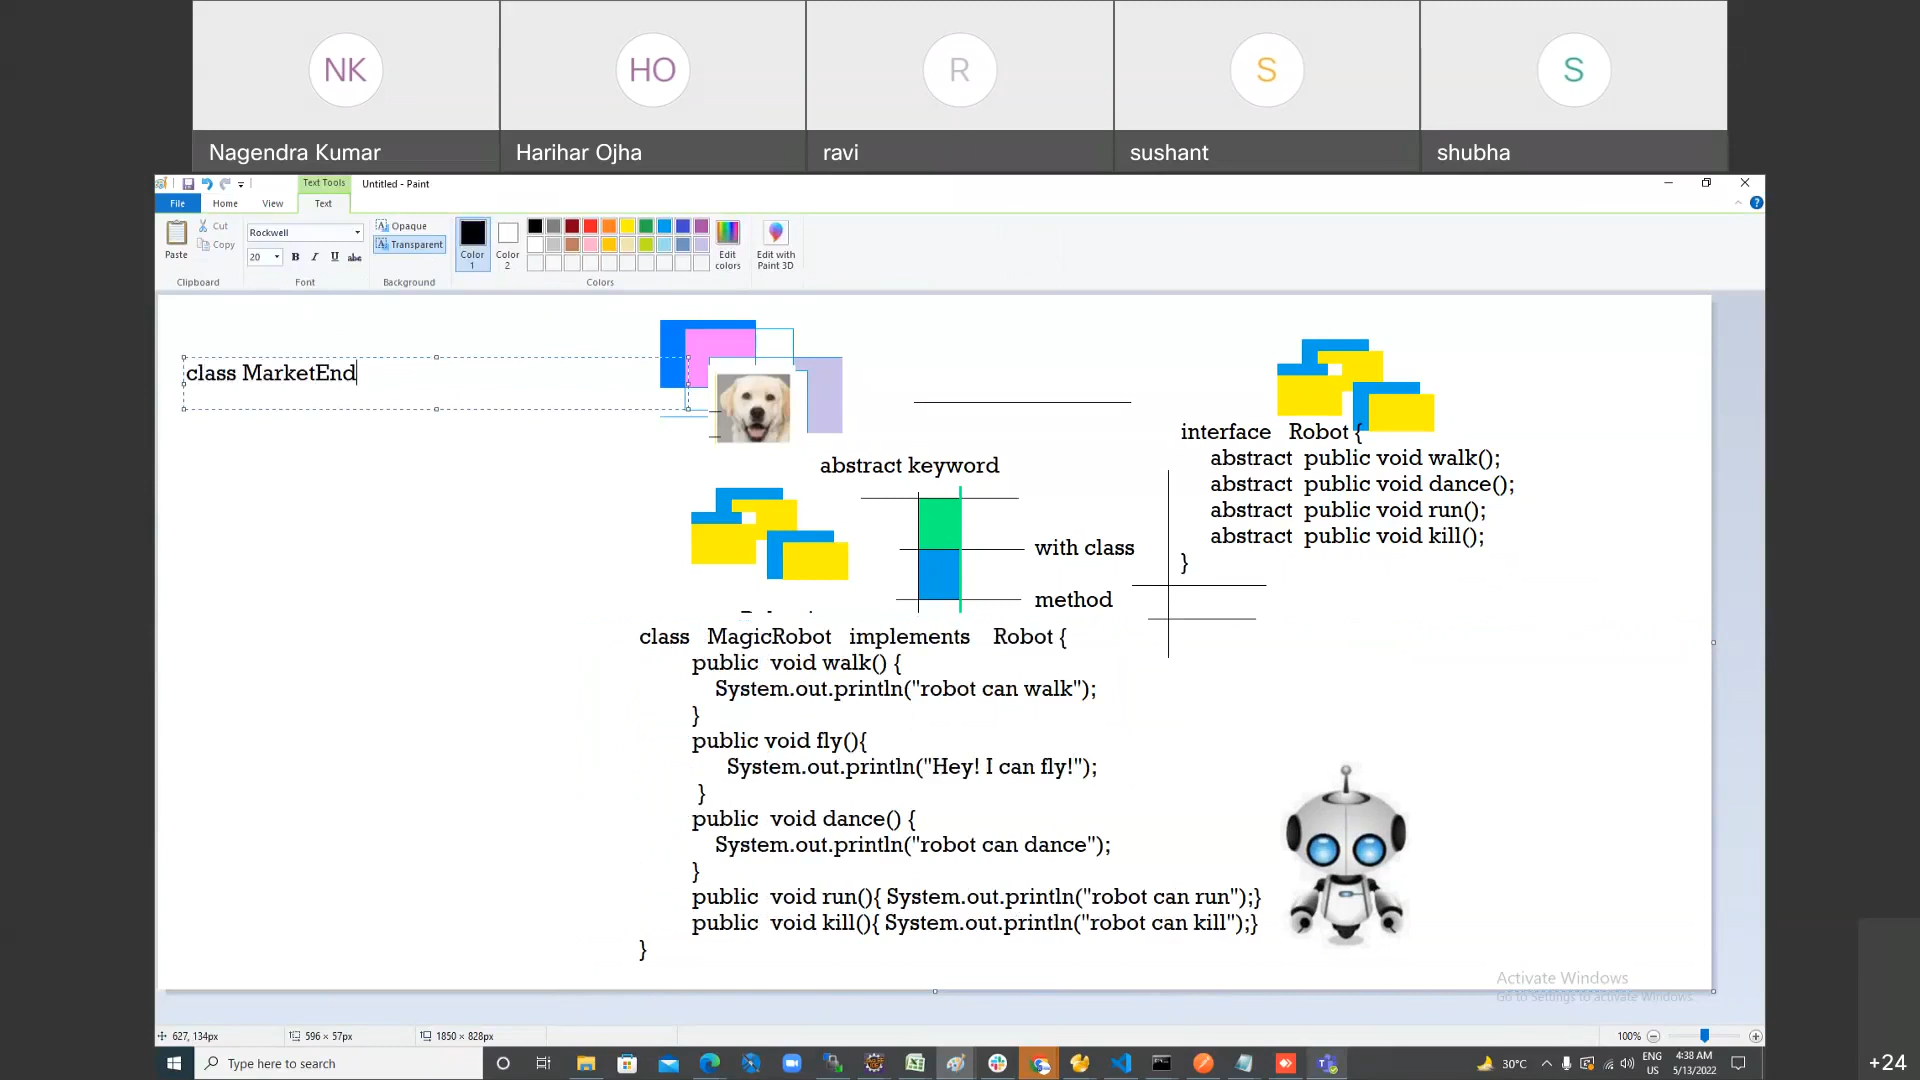 NK
HO
R
S
S
Nagendra Kumar
Harihar Ojha
ravi
sushant
shubha
Text Tools
Untitled - Paint
File
Home
View
Text
Paste
Cut
Copy
Clipboard
Rockwell
20
B I U abc
Font
Opaque
Transparent
Background
Color 1
Color 2
Edit colors
Edit with Paint 3D
Colors
class MarketEnd
abstract keyword
with class
method
interface Robot {
abstract public void walk();
abstract public void dance();
abstract public void run();
abstract public void kill();
}
class MagicRobot implements Robot {
public void walk() {
System.out.println("robot can walk");
}
public void fly(){
System.out.println("Hey! I can fly!");
}
public void dance() {
System.out.println("robot can dance");
}
public void run(){ System.out.println("robot can run");}
public void kill(){ System.out.println("robot can kill");}
}
Activate Windows
Go to Settings to activate Windows.
627, 134px
596 × 57px
1850 × 828px
100%
Type here to search
30°C
ENG
US
4:38 AM
5/13/2022
+24